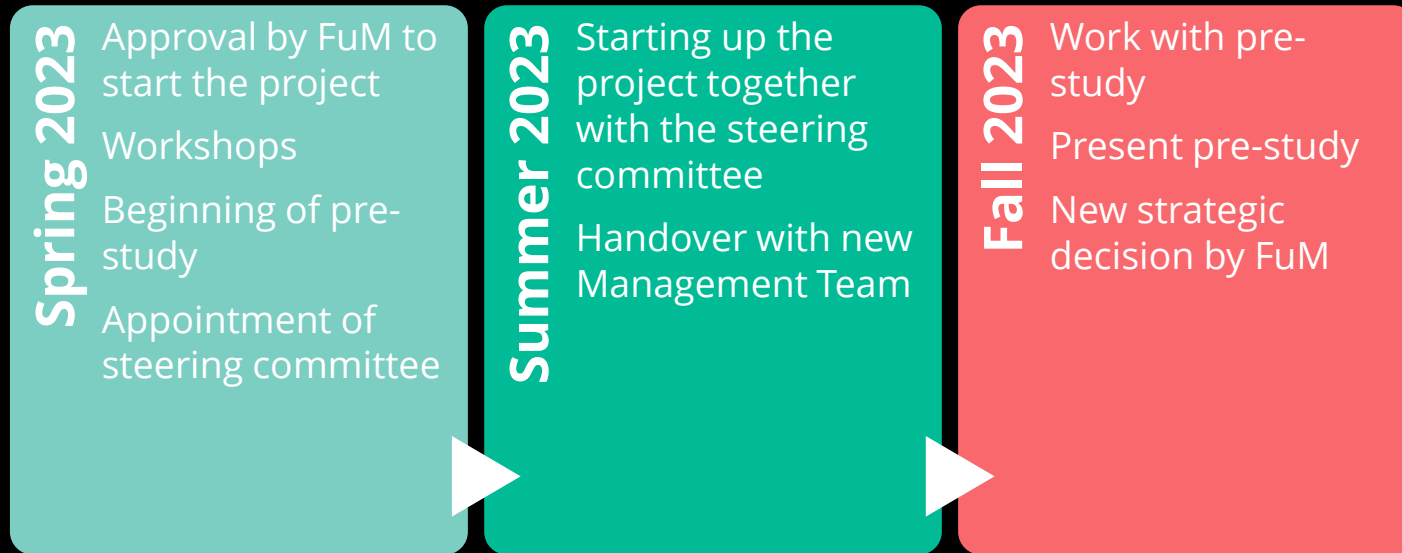 Spring 2023
Approval by FuM to
start the project
Workshops
Beginning of pre-
study
Appointment of
steering committee
Summer 2023
Starting up the
project together
with the steering
committee
Handover with new
Management Team
Fall 2023
Work with pre-
study
Present pre-study
New strategic
decision by FuM